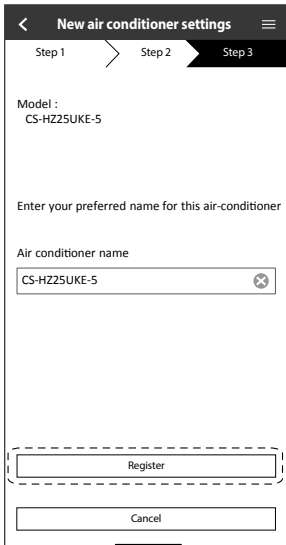 New air conditioner settings
Step 1
Step 2
Step 3
Model :
CS-HZ25UKE-5
Enter your preferred name for this air-conditioner
Air conditioner name
CS-HZ25UKE-5
Register
Cancel